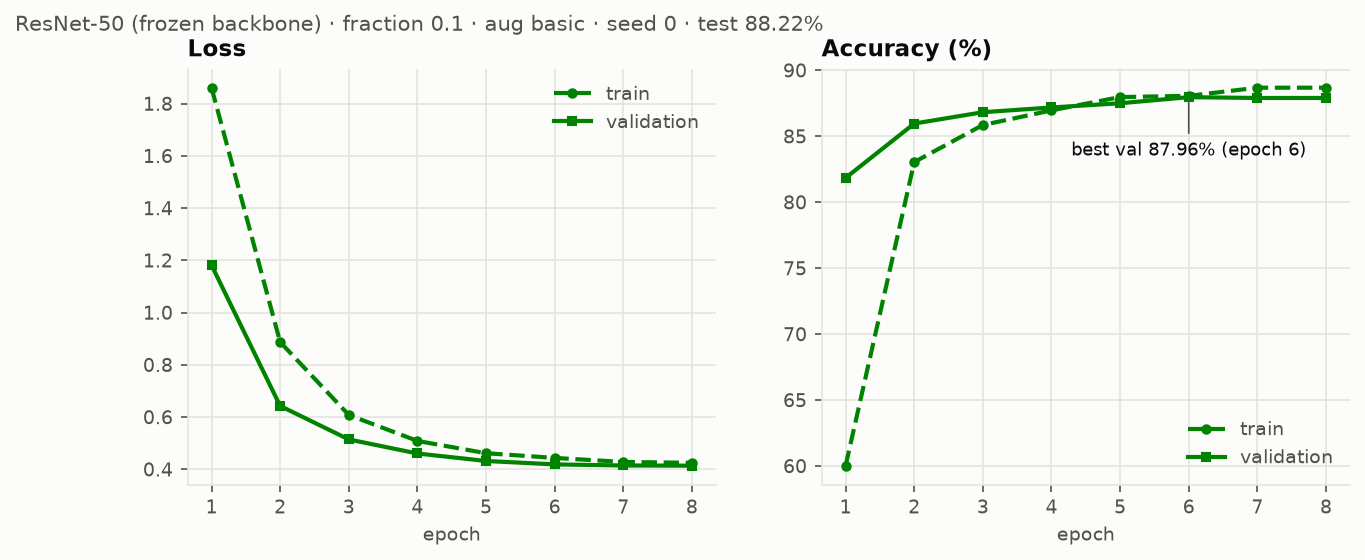 ResNet-50 (frozen backbone) · fraction 0.1 · aug basic · seed 0 · test 88.22%
Loss
1.8
1.6
1.4
1.2
1.0
0.8
0.6
0.4
train
validation
1 2 3 4 5 6 7 8
epoch
Accuracy (%)
90
85
80
75
70
65
60
best val 87.96% (epoch 6)
train
validation
1 2 3 4 5 6 7 8
epoch